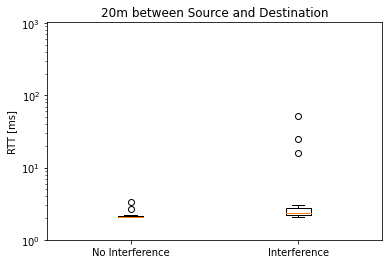 20m between Source and Destination
RTT [ms]
10³
10²
10¹
10⁰
No Interference
Interference